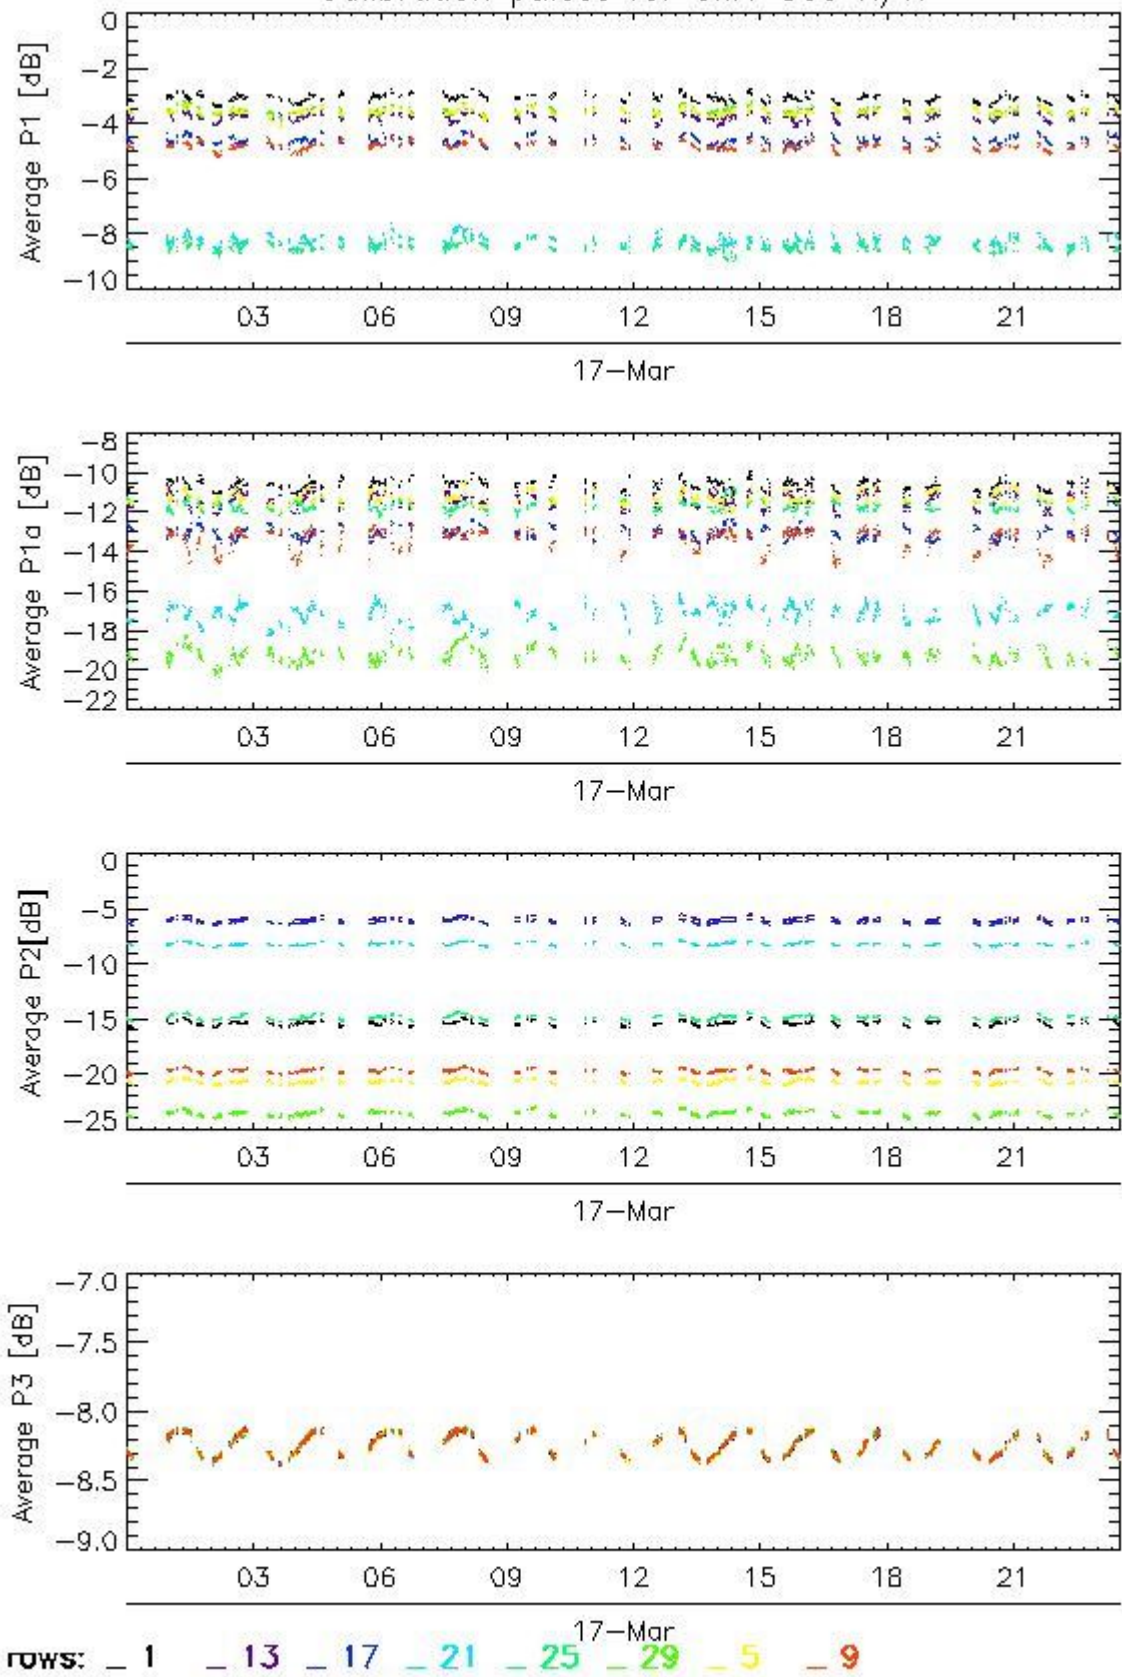 0
−2
−4
−6
−8
−10
Average P1 [dB]
03 06 09 12 15 18 21
17−Mar
−8
−10
−12
−14
−16
−18
−20
−22
Average P1a [dB]
03 06 09 12 15 18 21
17−Mar
0
−5
−10
−15
−20
−25
Average P2[dB]
03 06 09 12 15 18 21
17−Mar
−7.0
−7.5
−8.0
−8.5
−9.0
Average P3 [dB]
03 06 09 12 15 18 21
17−Mar
rows: _ 1 _ 13 _ 17 _ 21 _ 25 _ 29 _ 5 _ 9